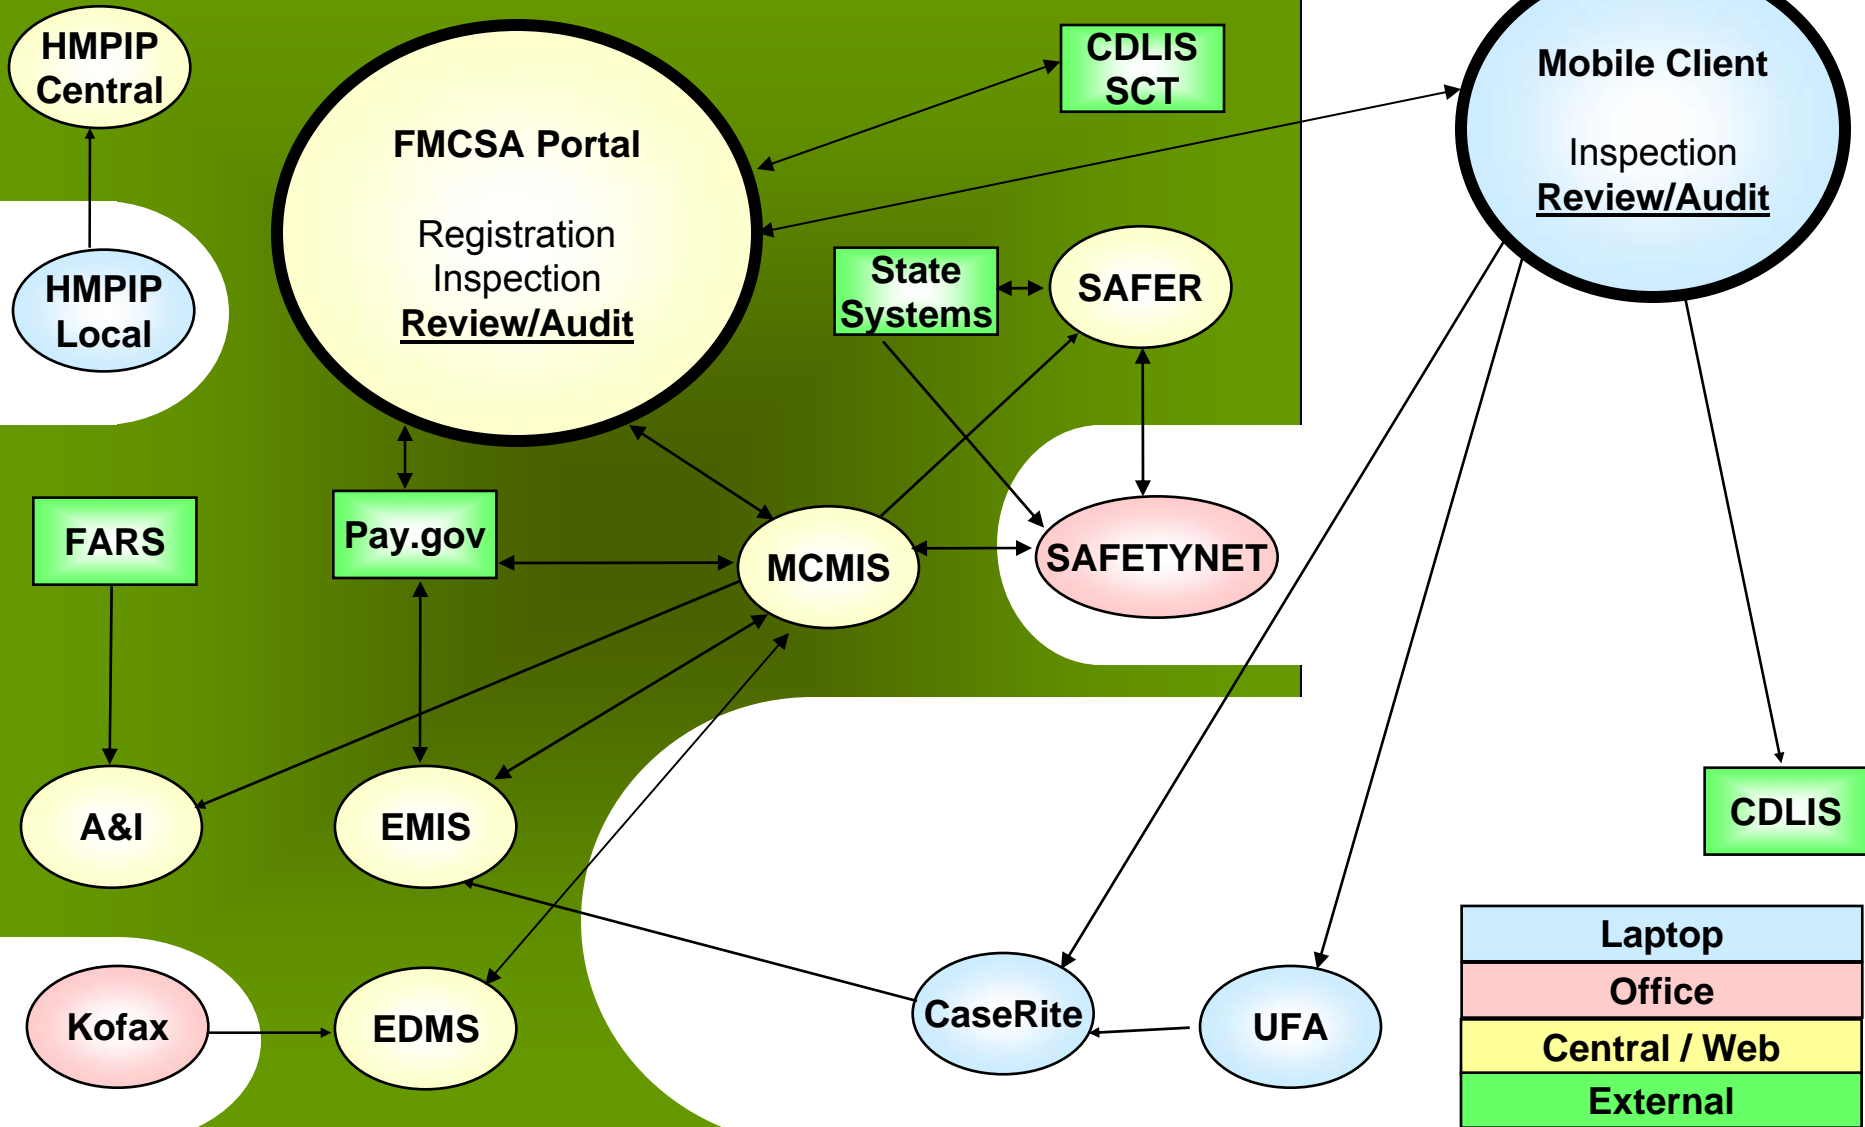 HMPIP
Central
FMCSA Portal
Registration
Inspection
Review/Audit
CDLIS
SCT
Mobile Client
Inspection
Review/Audit
HMPIP
Local
State
Systems
SAFER
FARS
Pay.gov
MCMIS
SAFETYNET
A&I
EMIS
CDLIS
Kofax
EDMS
CaseRite
UFA
Laptop
Office
Central / Web
External